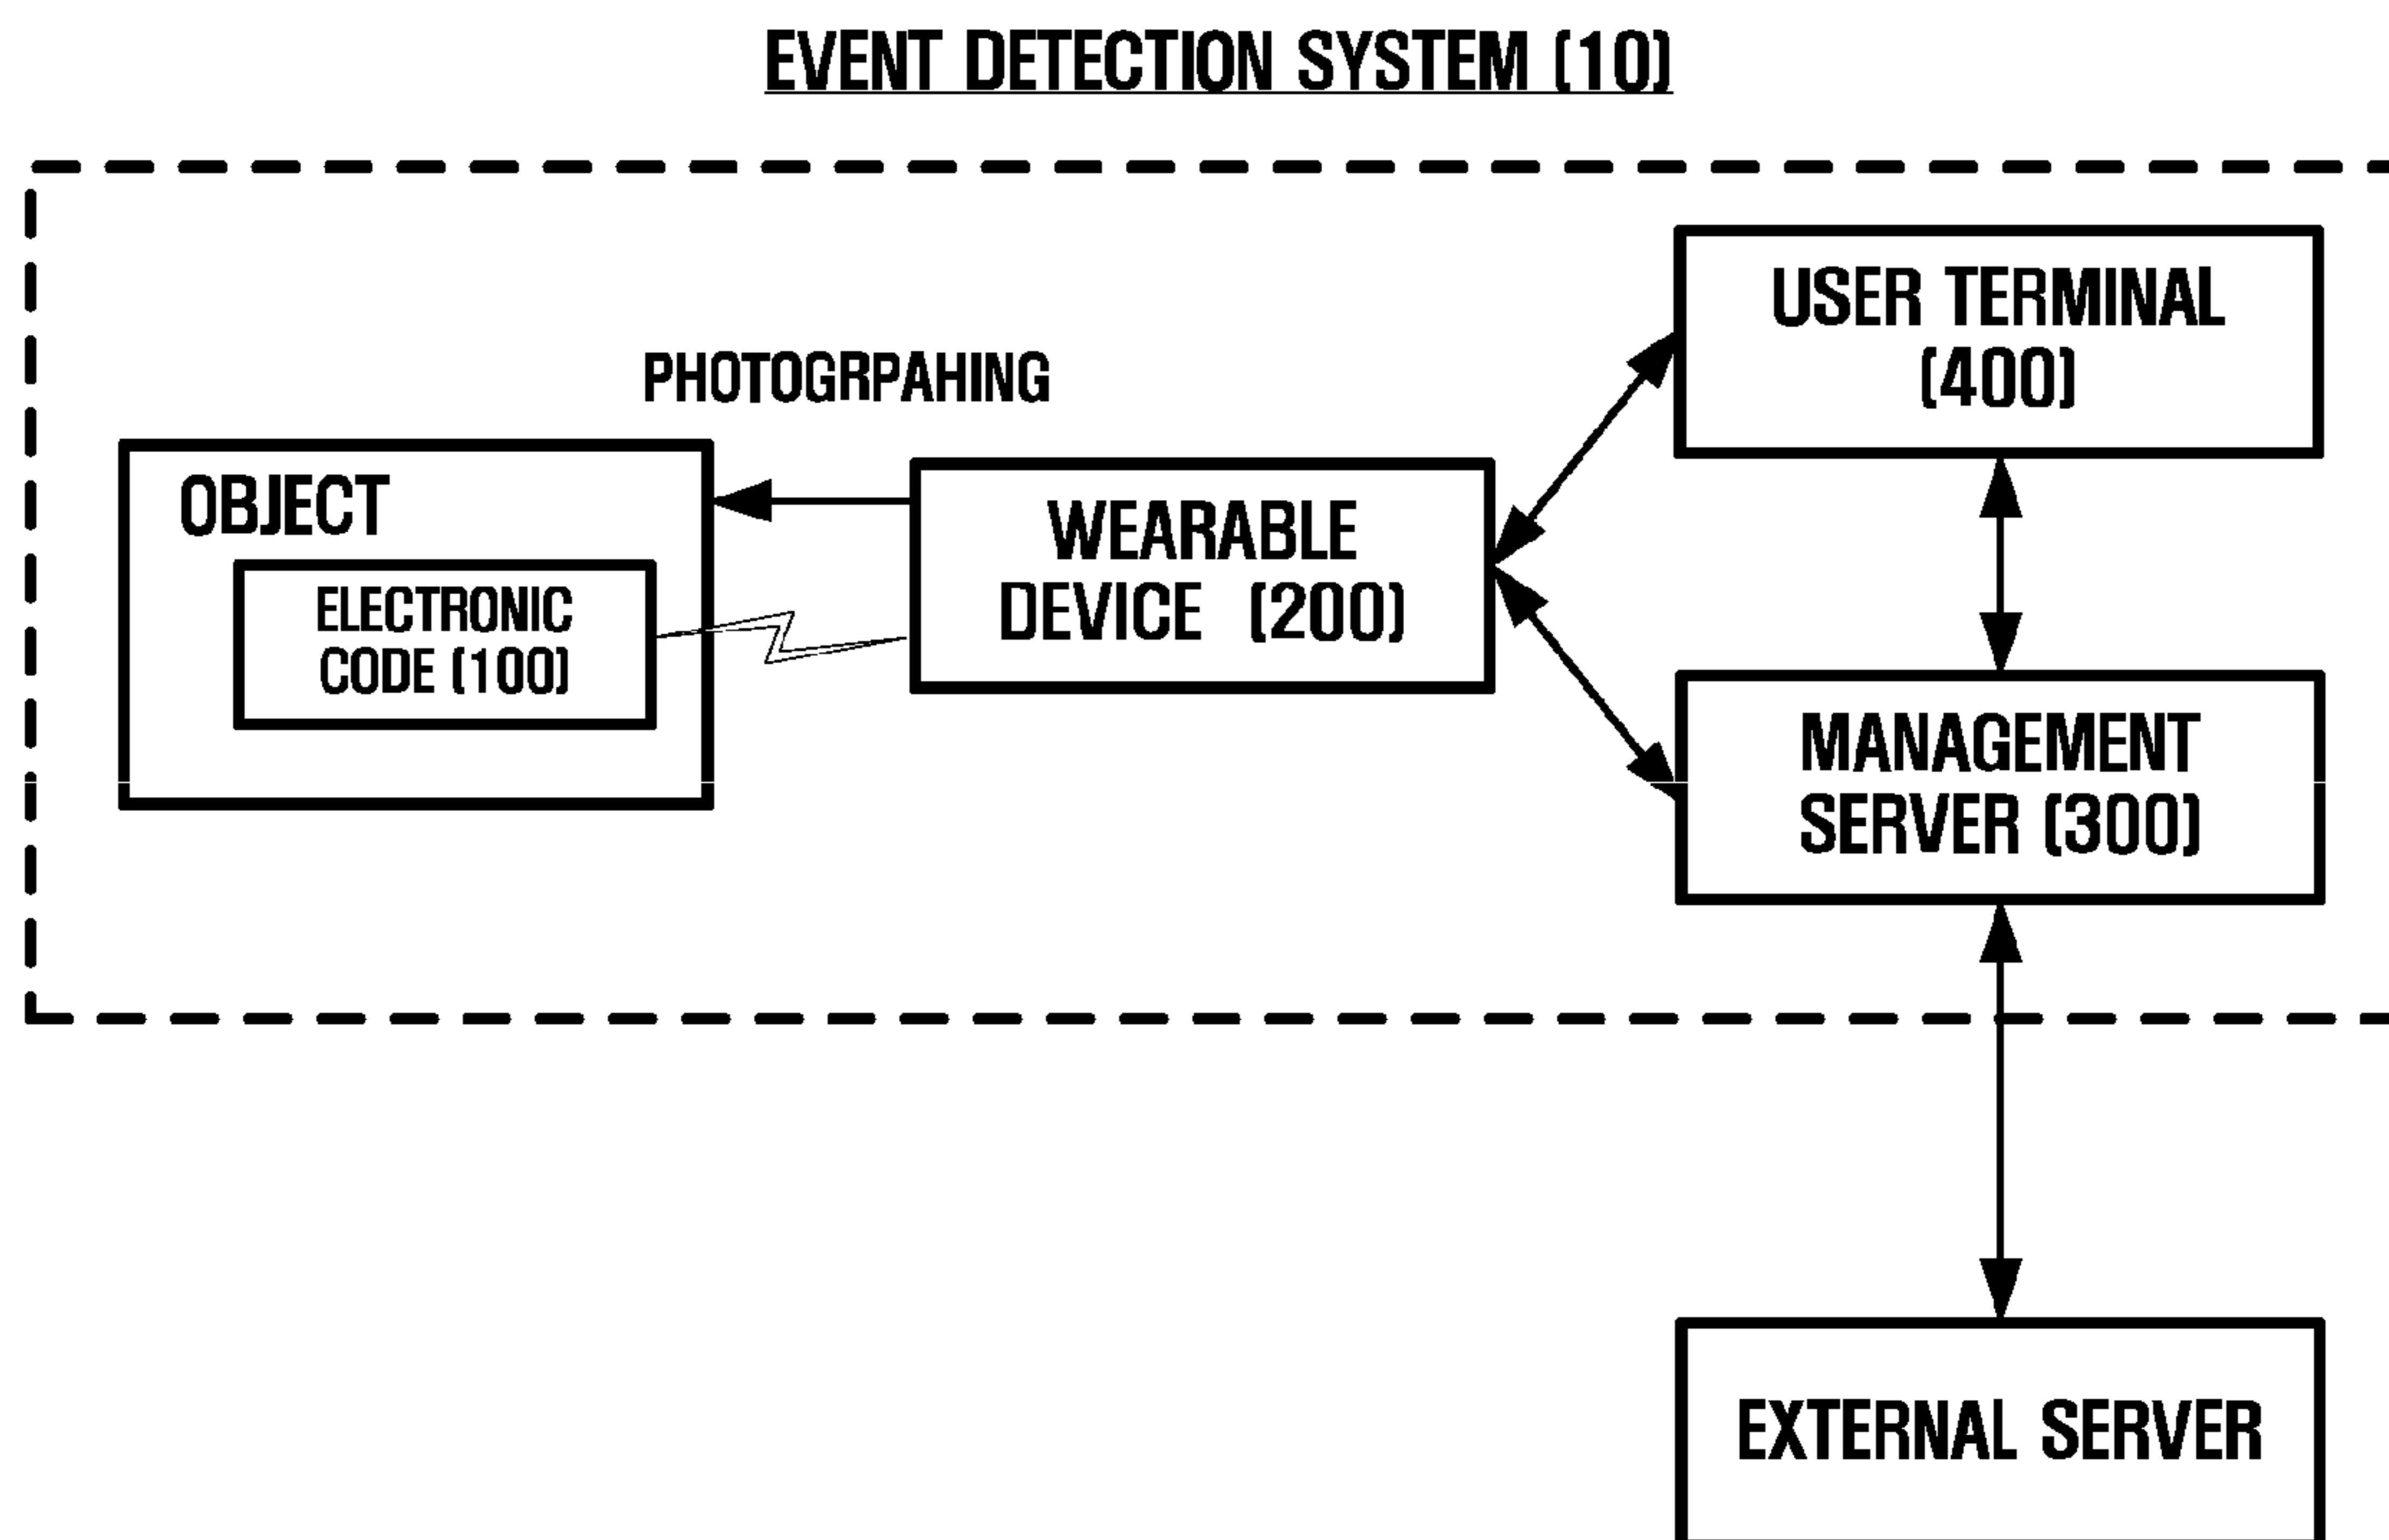 EVENT DETECTION SYSTEM (10)
USER TERMINAL
(400)
PHOTOGRPAHING
OBJECT
ELECTRONIC
CODE (100)
WEARABLE
DEVICE (200)
MANAGEMENT
SERVER (300)
EXTERNAL SERVER